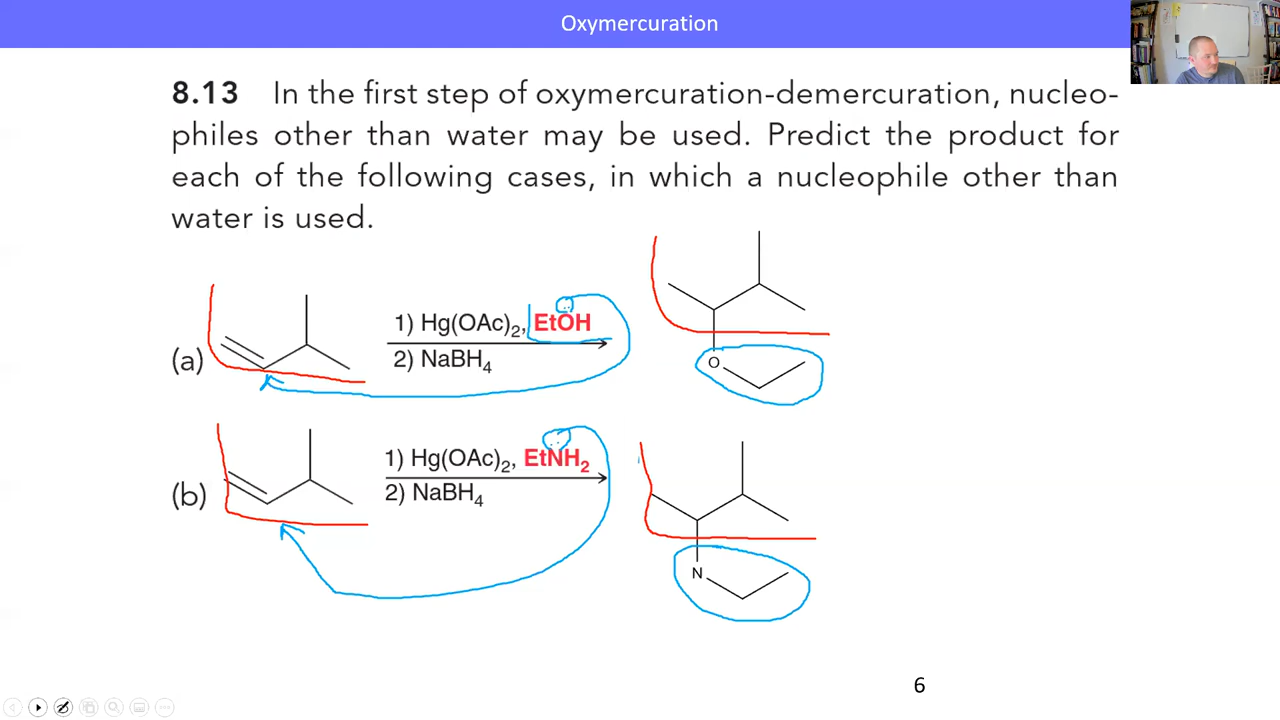 Oxymercuration
8.13 In the first step of oxymercuration-demercuration, nucleo-
philes other than water may be used. Predict the product for
each of the following cases, in which a nucleophile other than
water is used.
(a)
1) Hg(OAc)2, EtOH
2) NaBH4
O
(b)
1) Hg(OAc)2, EtNH2
2) NaBH4
N
6